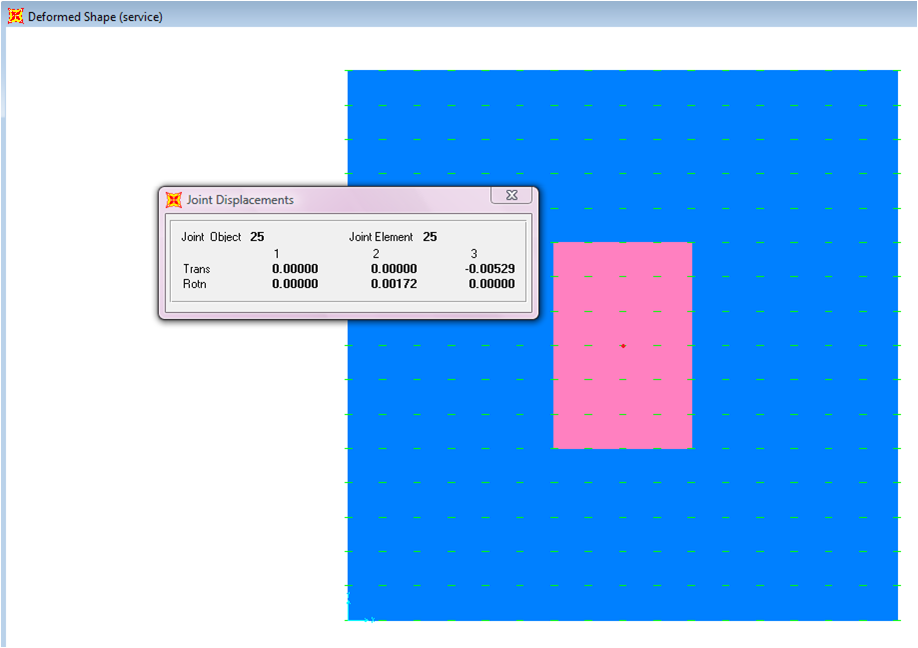 Deformed Shape (service)
Joint Displacements
Joint Object 25 Joint Element 25
1 2 3
Trans 0.00000 0.00000 -0.00529
Rotn 0.00000 0.00172 0.00000